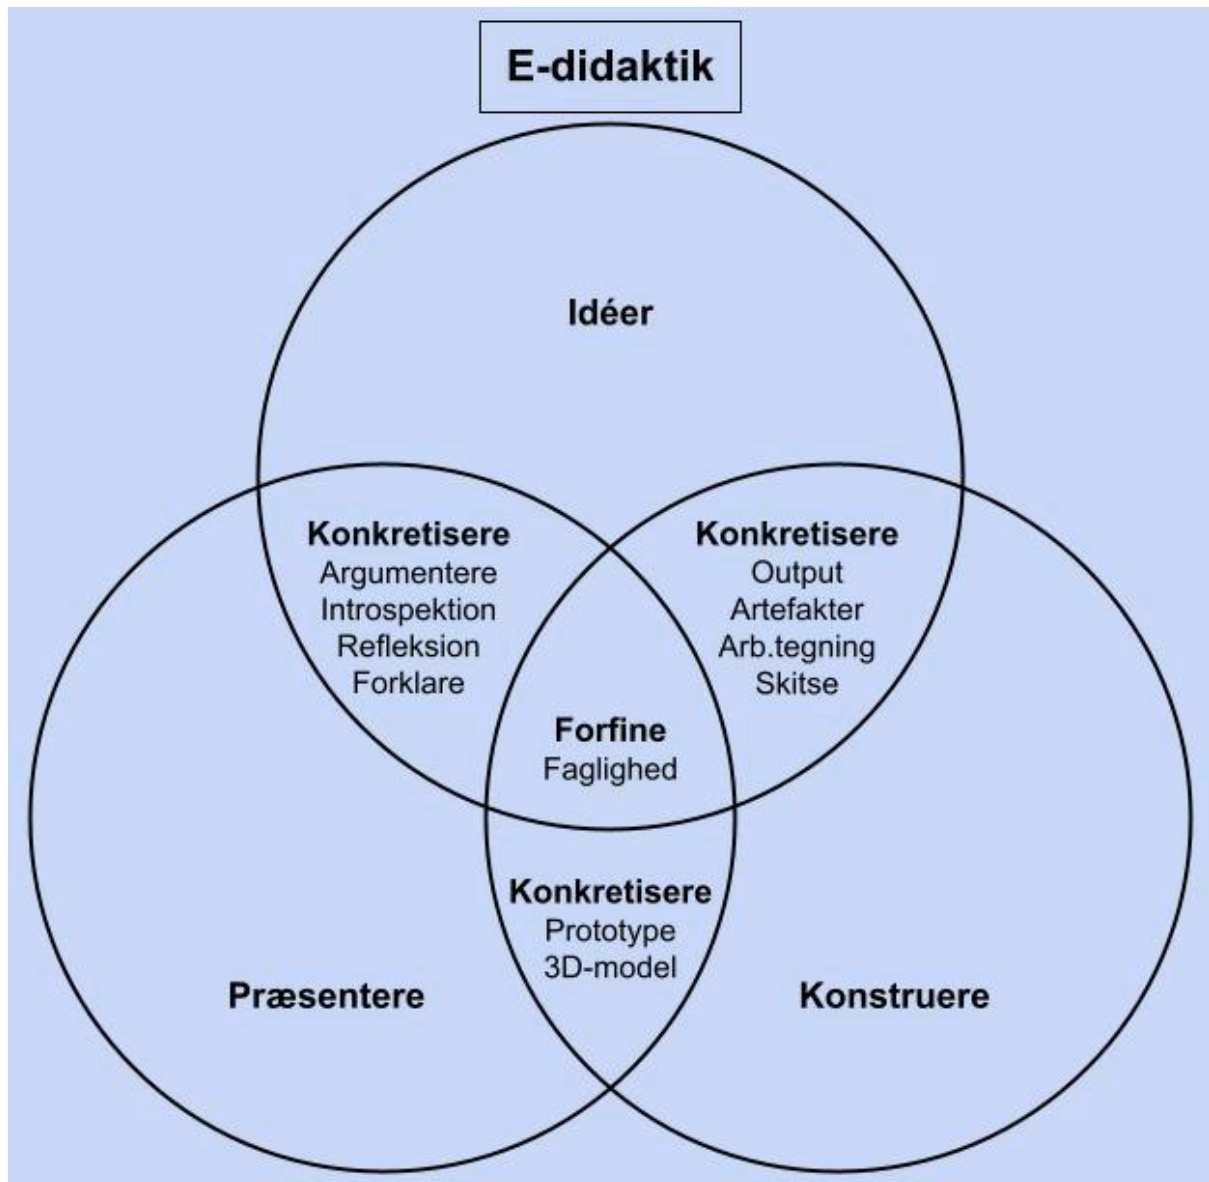 E-didaktik
Idéer
Konkretisere
Argumentere
Introspektion
Refleksion
Forklare
Konkretisere
Output
Artefakter
Arb.tegning
Skitse
Forfine
Faglighed
Konkretisere
Prototype
3D-model
Præsentere
Konstruere